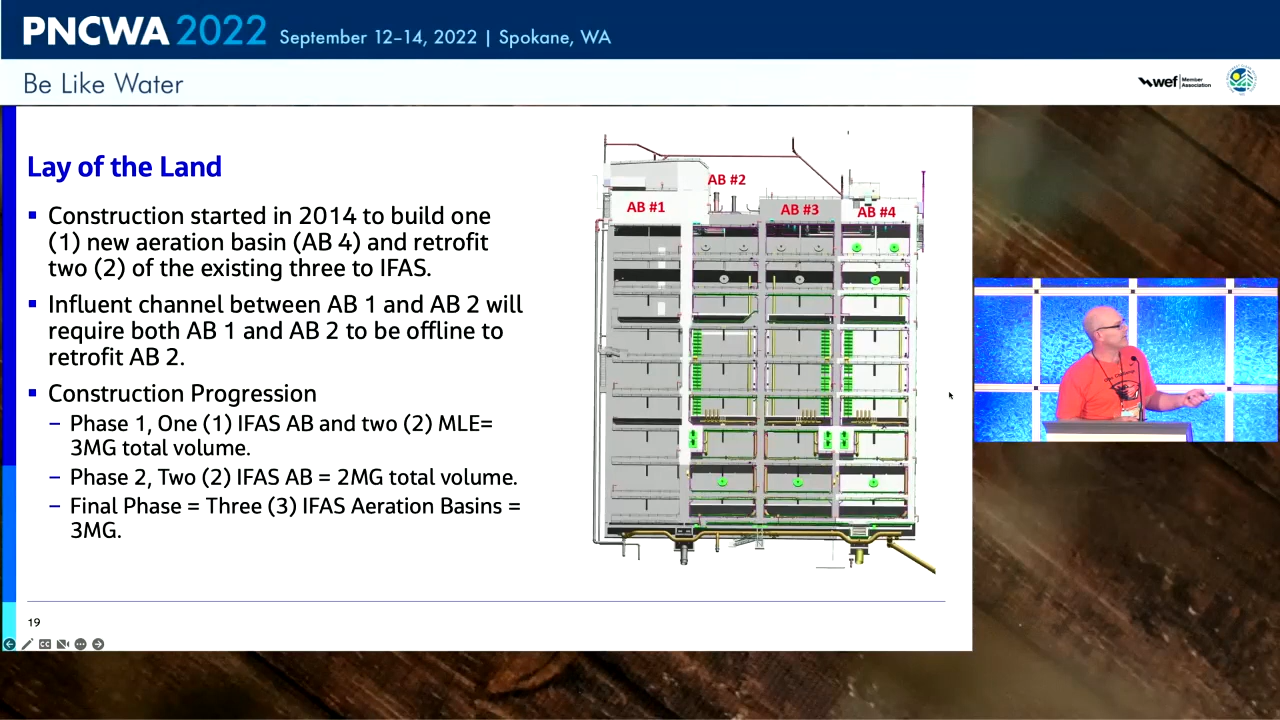 PNCWA 2022 September 12–14, 2022 | Spokane, WA
Be Like Water
wef Member
Association
Lay of the Land
▪ Construction started in 2014 to build one
(1) new aeration basin (AB 4) and retrofit
two (2) of the existing three to IFAS.
▪ Influent channel between AB 1 and AB 2 will
require both AB 1 and AB 2 to be offline to
retrofit AB 2.
▪ Construction Progression
– Phase 1, One (1) IFAS AB and two (2) MLE=
3MG total volume.
– Phase 2, Two (2) IFAS AB = 2MG total volume.
– Final Phase = Three (3) IFAS Aeration Basins =
3MG.
AB #1
AB #2
AB #3
AB #4
19